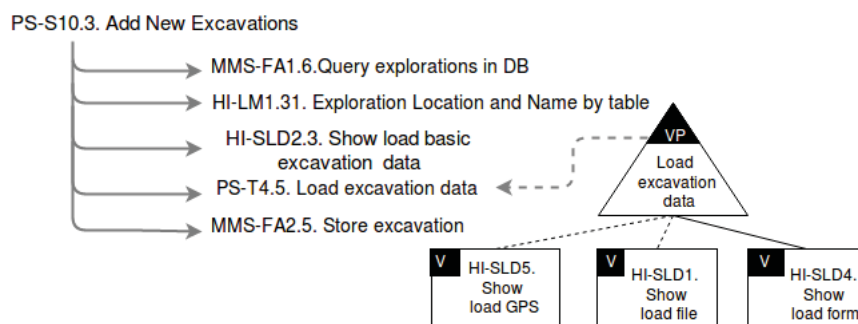 PS-S10.3. Add New Excavations
MMS-FA1.6.Query explorations in DB
HI-LM1.31. Exploration Location and Name by table
HI-SLD2.3. Show load basic
excavation data
PS-T4.5. Load excavation data
MMS-FA2.5. Store excavation
VP
Load
excavation
data
V
HI-SLD5.
Show
load GPS
V
HI-SLD1.
Show
load file
V
HI-SLD4.
Show
load form